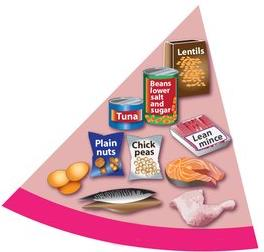 Lentils
Beans
lower
salt
and
sugar
Tuna
Plain
nuts
Chick
peas
Lean
mince